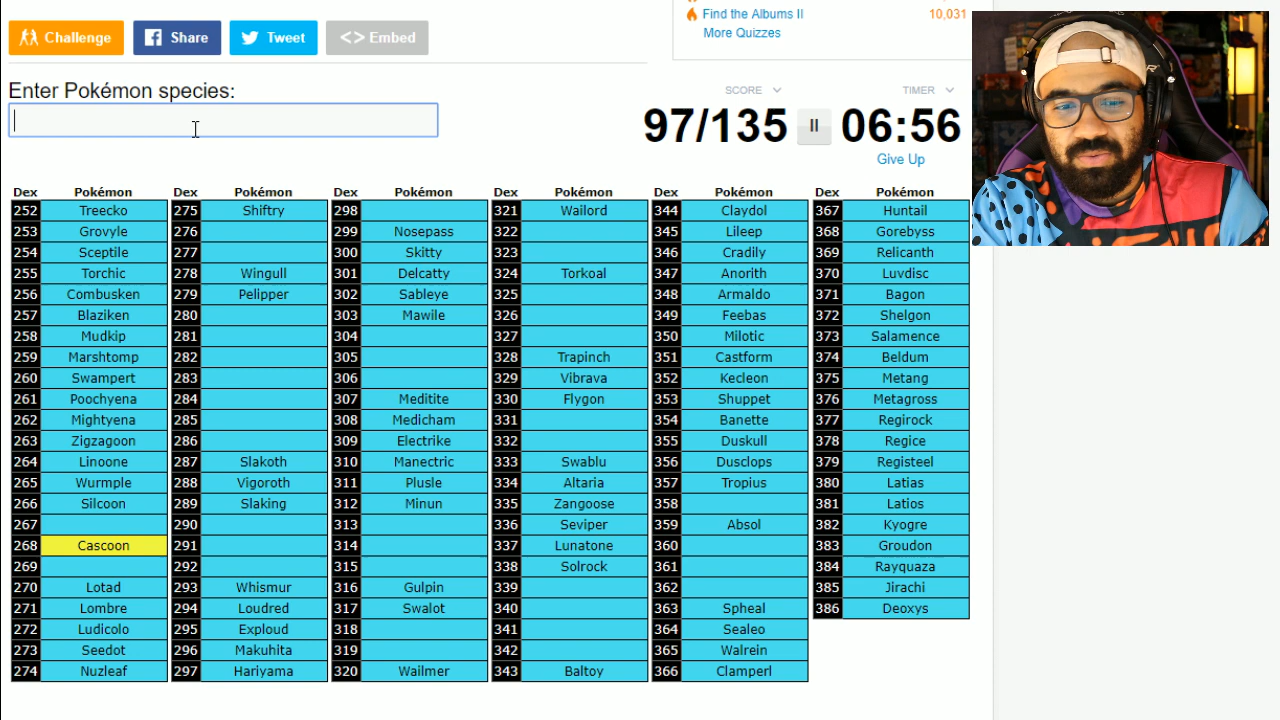 Find the Albums II 10,031
More Quizzes
Challenge Share Tweet <> Embed
Enter Pokémon species:
SCORE TIMER
97/135 II 06:56
Give Up
Dex Pokémon Dex Pokémon Dex Pokémon Dex Pokémon Dex Pokémon Dex Pokémon
252 Treecko 275 Shiftry 298 321 Wailord 344 Claydol 367 Huntail
253 Grovyle 276 299 Nosepass 322 345 Lileep 368 Gorebyss
254 Sceptile 277 300 Skitty 323 346 Cradily 369 Relicanth
255 Torchic 278 Wingull 301 Delcatty 324 Torkoal 347 Anorith 370 Luvdisc
256 Combusken 279 Pelipper 302 Sableye 325 348 Armaldo 371 Bagon
257 Blaziken 280 303 Mawile 326 349 Feebas 372 Shelgon
258 Mudkip 281 304 327 350 Milotic 373 Salamence
259 Marshtomp 282 305 328 Trapinch 351 Castform 374 Beldum
260 Swampert 283 306 329 Vibrava 352 Kecleon 375 Metang
261 Poochyena 284 307 Meditite 330 Flygon 353 Shuppet 376 Metagross
262 Mightyena 285 308 Medicham 331 354 Banette 377 Regirock
263 Zigzagoon 286 309 Electrike 332 355 Duskull 378 Regice
264 Linoone 287 Slakoth 310 Manectric 333 Swablu 356 Dusclops 379 Registeel
265 Wurmple 288 Vigoroth 311 Plusle 334 Altaria 357 Tropius 380 Latias
266 Silcoon 289 Slaking 312 Minun 335 Zangoose 358 381 Latios
267 290 313 336 Seviper 359 Absol 382 Kyogre
268 Cascoon 291 314 337 Lunatone 360 383 Groudon
269 292 315 338 Solrock 361 384 Rayquaza
270 Lotad 293 Whismur 316 Gulpin 339 362 385 Jirachi
271 Lombre 294 Loudred 317 Swalot 340 363 Spheal 386 Deoxys
272 Ludicolo 295 Exploud 318 341 364 Sealeo
273 Seedot 296 Makuhita 319 342 365 Walrein
274 Nuzleaf 297 Hariyama 320 Wailmer 343 Baltoy 366 Clamperl